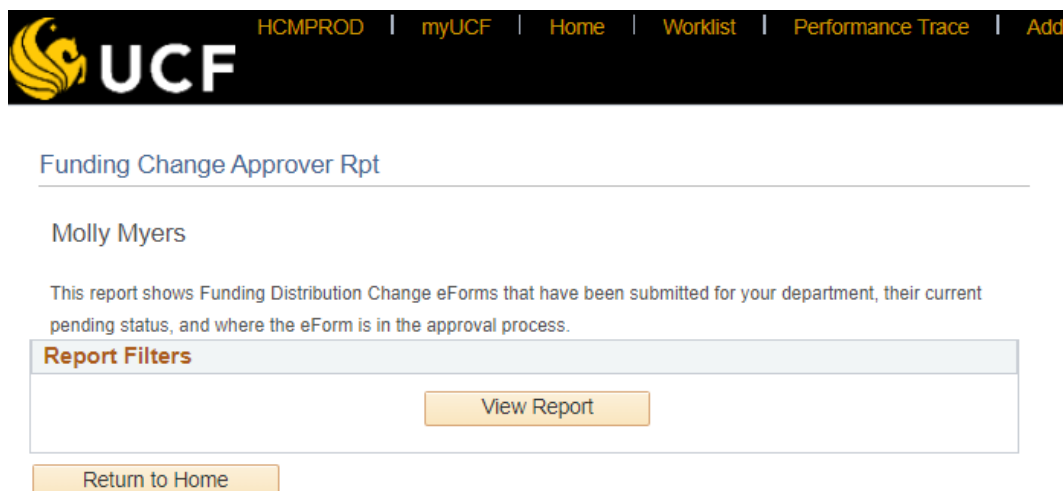 HCMPROD | myUCF | Home | Worklist | Performance Trace | Add
UCF
Funding Change Approver Rpt
Molly Myers
This report shows Funding Distribution Change eForms that have been submitted for your department, their current
pending status, and where the eForm is in the approval process.
Report Filters
View Report
Return to Home